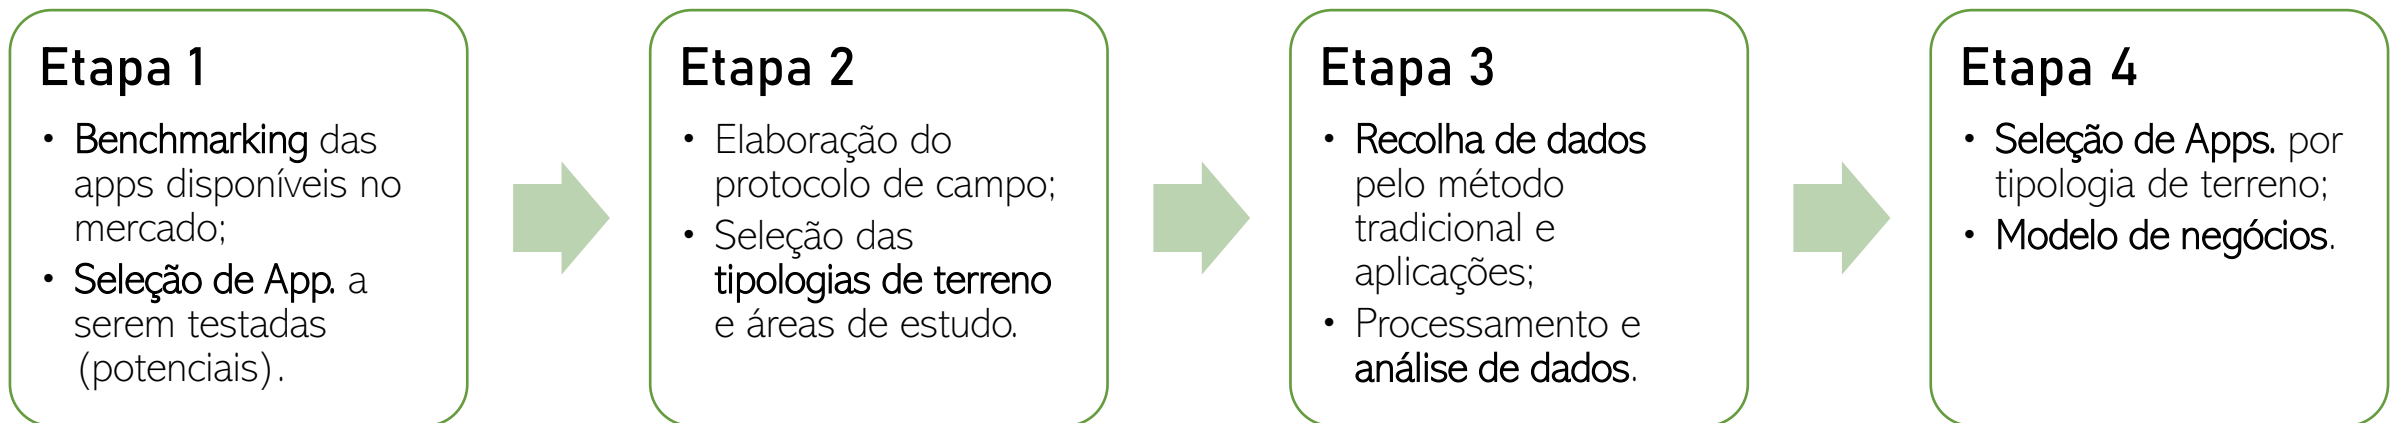 Etapa 1
• Benchmarking das
apps disponíveis no
mercado;
• Seleção de App. a
serem testadas
(potenciais).
Etapa 2
• Elaboração do
protocolo de campo;
• Seleção das
tipologias de terreno
e áreas de estudo.
Etapa 3
• Recolha de dados
pelo método
tradicional e
aplicações;
• Processamento e
análise de dados.
Etapa 4
• Seleção de Apps. por
tipologia de terreno;
• Modelo de negócios.